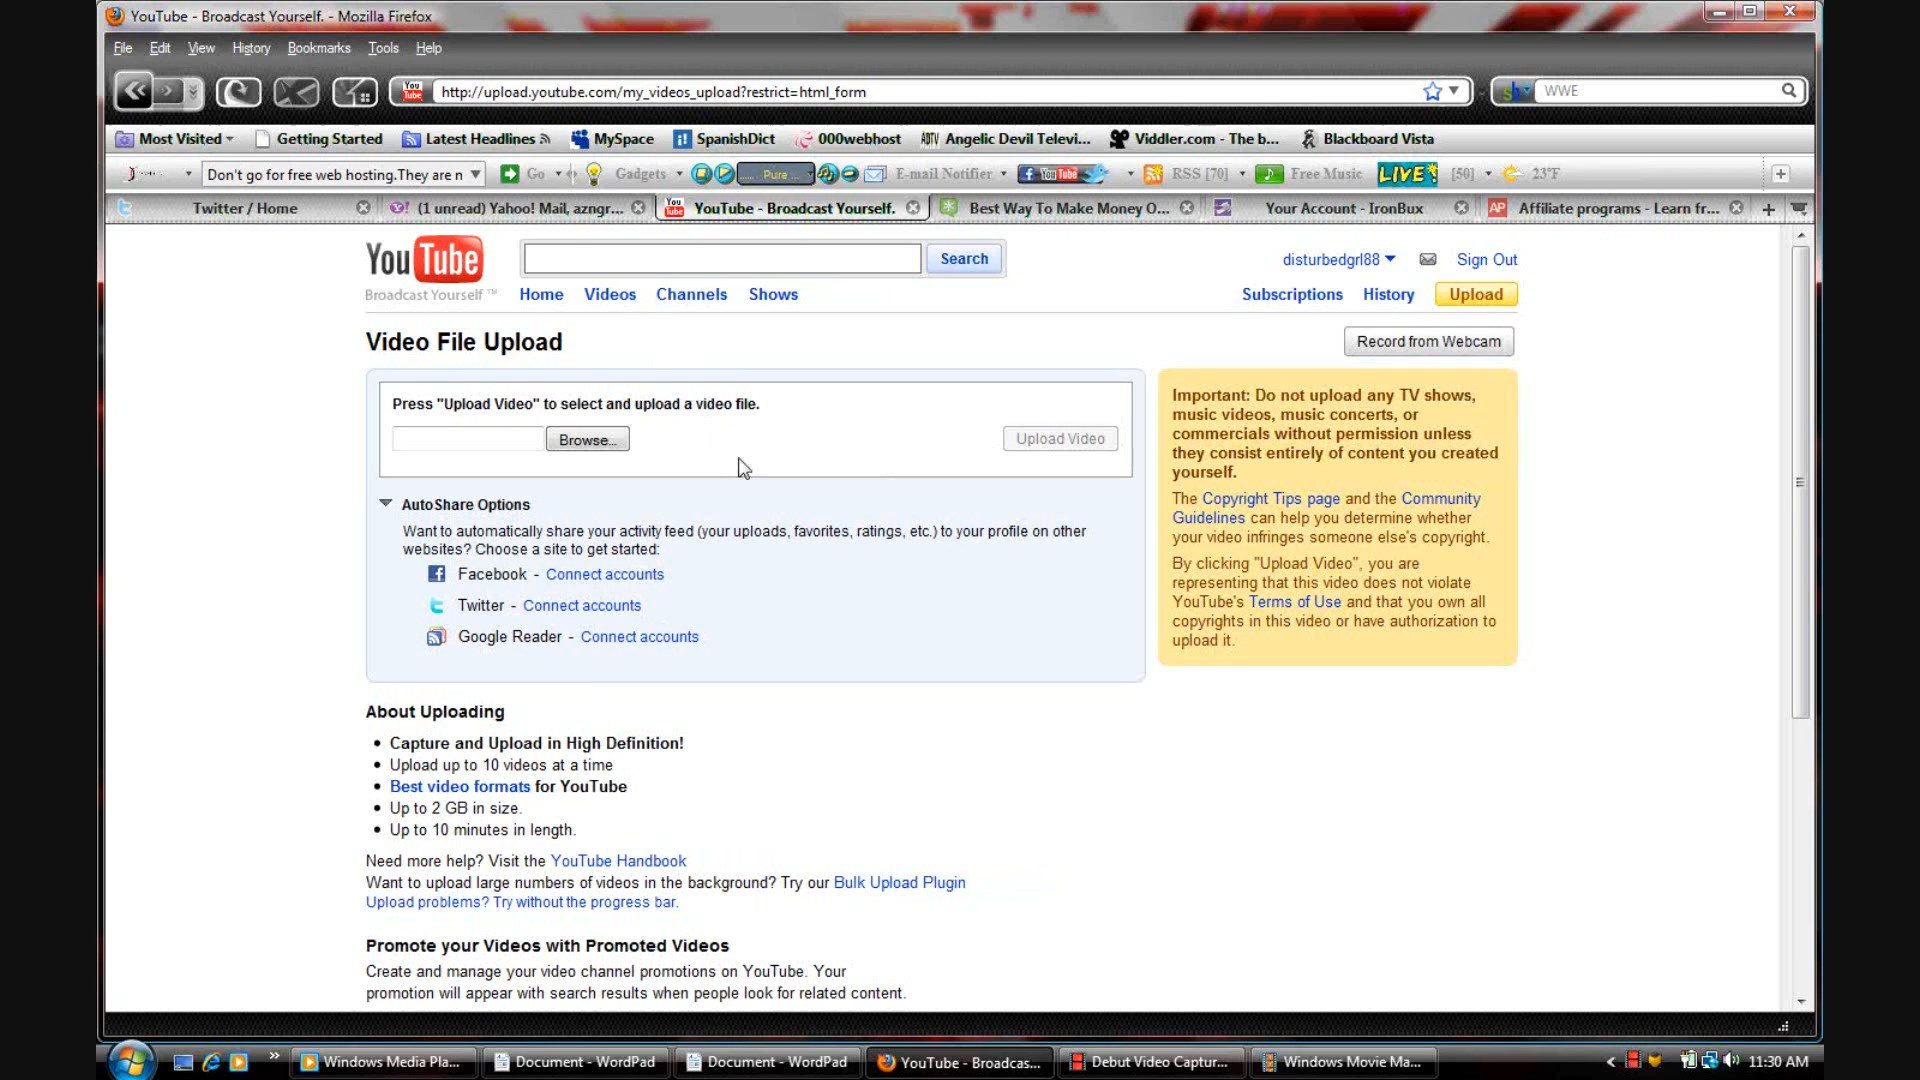 YouTube - Broadcast Yourself. - Mozilla Firefox
File Edit View History Bookmarks Tools Help
You Tube http://upload.youtube.com/my_videos_upload?restrict=html_form WWE
Most Visited Getting Started Latest Headlines MySpace SpanishDict 000webhost Angelic Devil Televi... Viddler.com - The b... Blackboard Vista
Don't go for free web hosting.They are n Go Gadgets Pure ... E-mail Notifier YouTube RSS [70] Free Music LIVE! [50] 23°F
Twitter / Home (1 unread) Yahoo! Mail, azngr... YouTube - Broadcast Yourself. Best Way To Make Money O... Your Account - IronBux AP Affiliate programs - Learn fr...
YouTube Search disturbedgrl88 Sign Out
Broadcast Yourself ™ Home Videos Channels Shows Subscriptions History Upload
Video File Upload Record from Webcam
Press "Upload Video" to select and upload a video file.
Browse... Upload Video
AutoShare Options
Want to automatically share your activity feed (your uploads, favorites, ratings, etc.) to your profile on other
websites? Choose a site to get started:
Facebook - Connect accounts
Twitter - Connect accounts
Google Reader - Connect accounts
Important: Do not upload any TV shows,
music videos, music concerts, or
commercials without permission unless
they consist entirely of content you created
yourself.
The Copyright Tips page and the Community
Guidelines can help you determine whether
your video infringes someone else's copyright.
By clicking "Upload Video", you are
representing that this video does not violate
YouTube's Terms of Use and that you own all
copyrights in this video or have authorization to
upload it.
About Uploading
• Capture and Upload in High Definition!
• Upload up to 10 videos at a time
• Best video formats for YouTube
• Up to 2 GB in size.
• Up to 10 minutes in length.
Need more help? Visit the YouTube Handbook
Want to upload large numbers of videos in the background? Try our Bulk Upload Plugin
Upload problems? Try without the progress bar.
Promote your Videos with Promoted Videos
Create and manage your video channel promotions on YouTube. Your
promotion will appear with search results when people look for related content.
Windows Media Pla... Document - WordPad Document - WordPad YouTube - Broadcas... Debut Video Captur... Windows Movie Ma... 11:30 AM